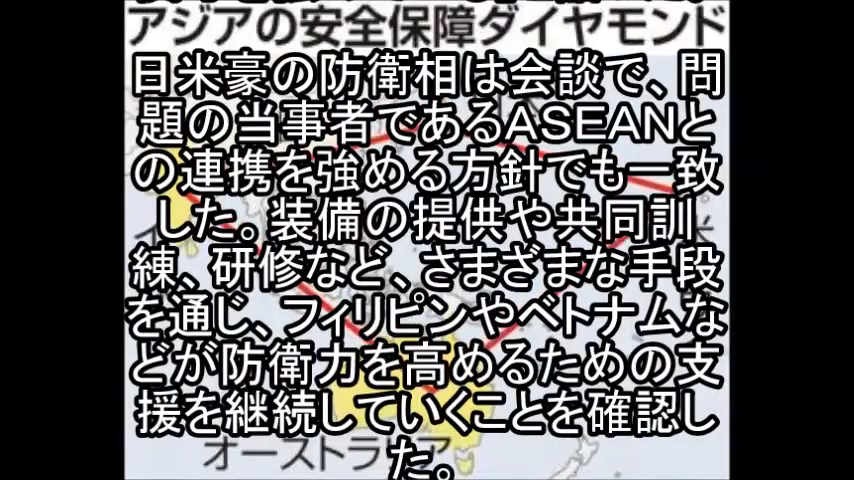 アジアの安全保障ダイヤモンド
日米豪の防衛相は会談で、問
題の当事者であるASEANと
の連携を強める方針でも一致
した。装備の提供や共同訓
練、研修など、さまざまな手段
を通じ、フィリピンやベトナムな
どが防衛力を高めるための支
援を継続していくことを確認し
オーストラリア
た。